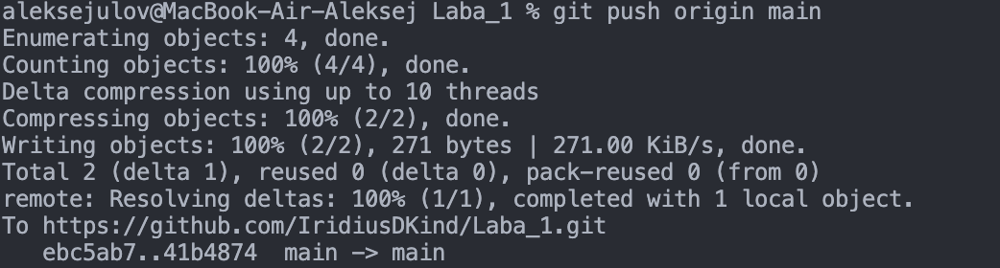 aleksejulov@MacBook-Air-Aleksej Laba_1 % git push origin main
Enumerating objects: 4, done.
Counting objects: 100% (4/4), done.
Delta compression using up to 10 threads
Compressing objects: 100% (2/2), done.
Writing objects: 100% (2/2), 271 bytes | 271.00 KiB/s, done.
Total 2 (delta 1), reused 0 (delta 0), pack-reused 0 (from 0)
remote: Resolving deltas: 100% (1/1), completed with 1 local object.
To https://github.com/IridiusDKind/Laba_1.git
   ebc5ab7..41b4874  main -> main